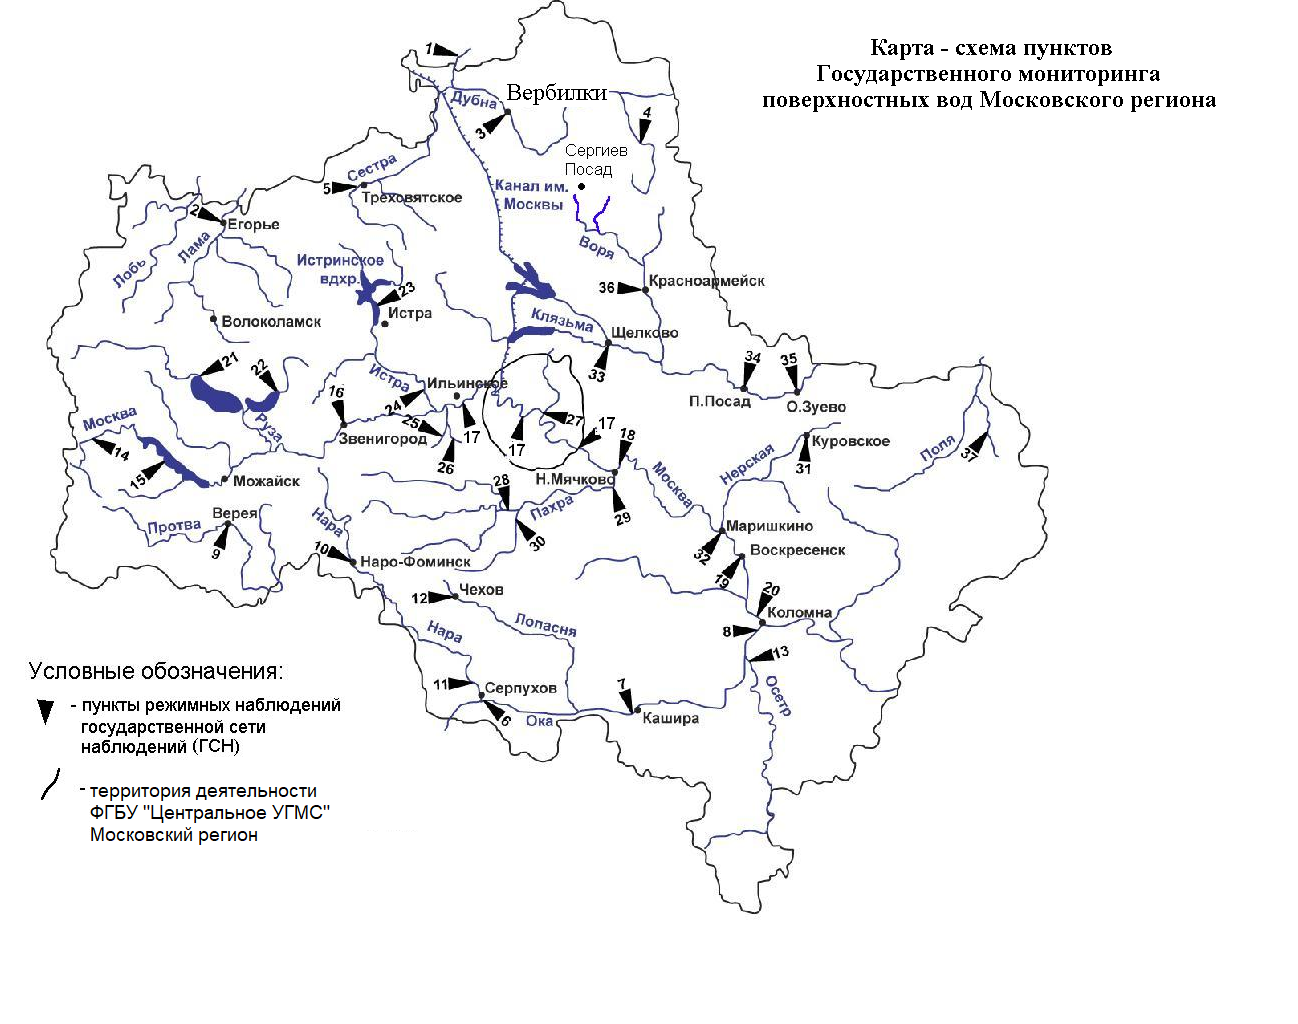 Карта - схема пунктов
Государственного мониторинга
поверхностных вод Московского региона
1
Дубна
Вербилки
3
4
Сергиев
Посад
Сестра
5
Треховятское
Канал им.
Москвы
2
Егорье
Лама
Лобь
Воря
Истринское
вдхр.
23
Истра
36
Красноармейск
Волоколамск
Клязьма
Щелково
33
34
35
П.Посад
О.Зуево
21
22
Руза
16
Истра
Ильинское
24
25
Звенигород
17
26
17
27
17
18
Москва
14
15
Можайск
Н.Мячково
Москва
Нерская
Куровское
31
Поля
37
28
Пахра
29
30
Протва
Верея
9
Нара
10
Наро-Фоминск
Маришкино
32
Воскресенск
19
20
Коломна
8
13
12
Чехов
Лопасня
Нара
11
Серпухов
6
Ока
7
Кашира
Осетр
Условные обозначения:
- пункты режимных наблюдений
государственной сети
наблюдений (ГСН)
- территория деятельности
ФГБУ "Центральное УГМС"
Московский регион